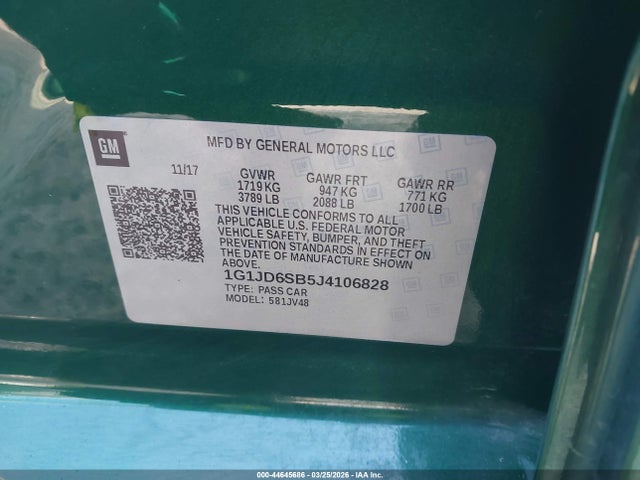 GM
MFD BY GENERAL MOTORS LLC
11/17
GVWR GAWR FRT GAWR RR
1719 KG 947 KG 771 KG
3789 LB 2088 LB 1700 LB
THIS VEHICLE CONFORMS TO ALL
APPLICABLE U.S. FEDERAL MOTOR
VEHICLE SAFETY, BUMPER, AND THEFT
PREVENTION STANDARDS IN EFFECT ON
THE DATE OF MANUFACTURE SHOWN
ABOVE.
1G1JD6SB5J4106828
TYPE: PASS CAR
MODEL: 581JV48
000-44645686 - 03/25/2026 - COPYRIGHT IAA, LLC.